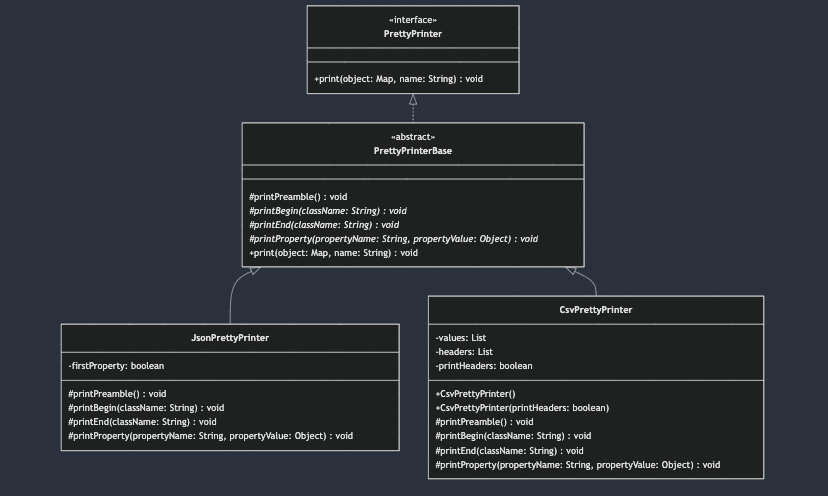 «interface»
PrettyPrinter
+print(object: Map, name: String) : void
«abstract»
PrettyPrinterBase
#printPreamble() : void
#printBegin(className: String) : void
#printEnd(className: String) : void
#printProperty(propertyName: String, propertyValue: Object) : void
+print(object: Map, name: String) : void
JsonPrettyPrinter
-firstProperty: boolean
#printPreamble() : void
#printBegin(className: String) : void
#printEnd(className: String) : void
#printProperty(propertyName: String, propertyValue: Object) : void
CsvPrettyPrinter
-values: List
-headers: List
-printHeaders: boolean
+CsvPrettyPrinter()
+CsvPrettyPrinter(printHeaders: boolean)
#printPreamble() : void
#printBegin(className: String) : void
#printEnd(className: String) : void
#printProperty(propertyName: String, propertyValue: Object) : void